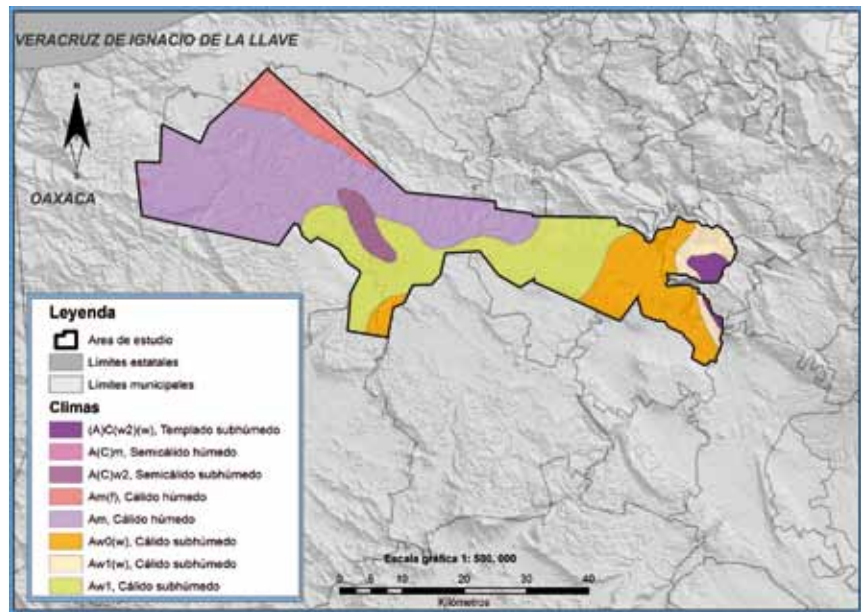 VERACRUZ DE IGNACIO DE LA LLAVE
N
OAXACA
Leyenda
Area de estudio
Limites estatales
Limites municipales
Climas
(A)C(w2)(w), Templado subhúmedo
A(C)m, Semicálido húmedo
A(C)w2, Semicálido subhúmedo
Am(f), Cálido húmedo
Am, Cálido húmedo
Aw0(w), Cálido subhúmedo
Aw1(w), Cálido subhúmedo
Aw1, Cálido subhúmedo
Escala gráfica 1: 500, 000
0 5 10 20 30 40
Kilómetros